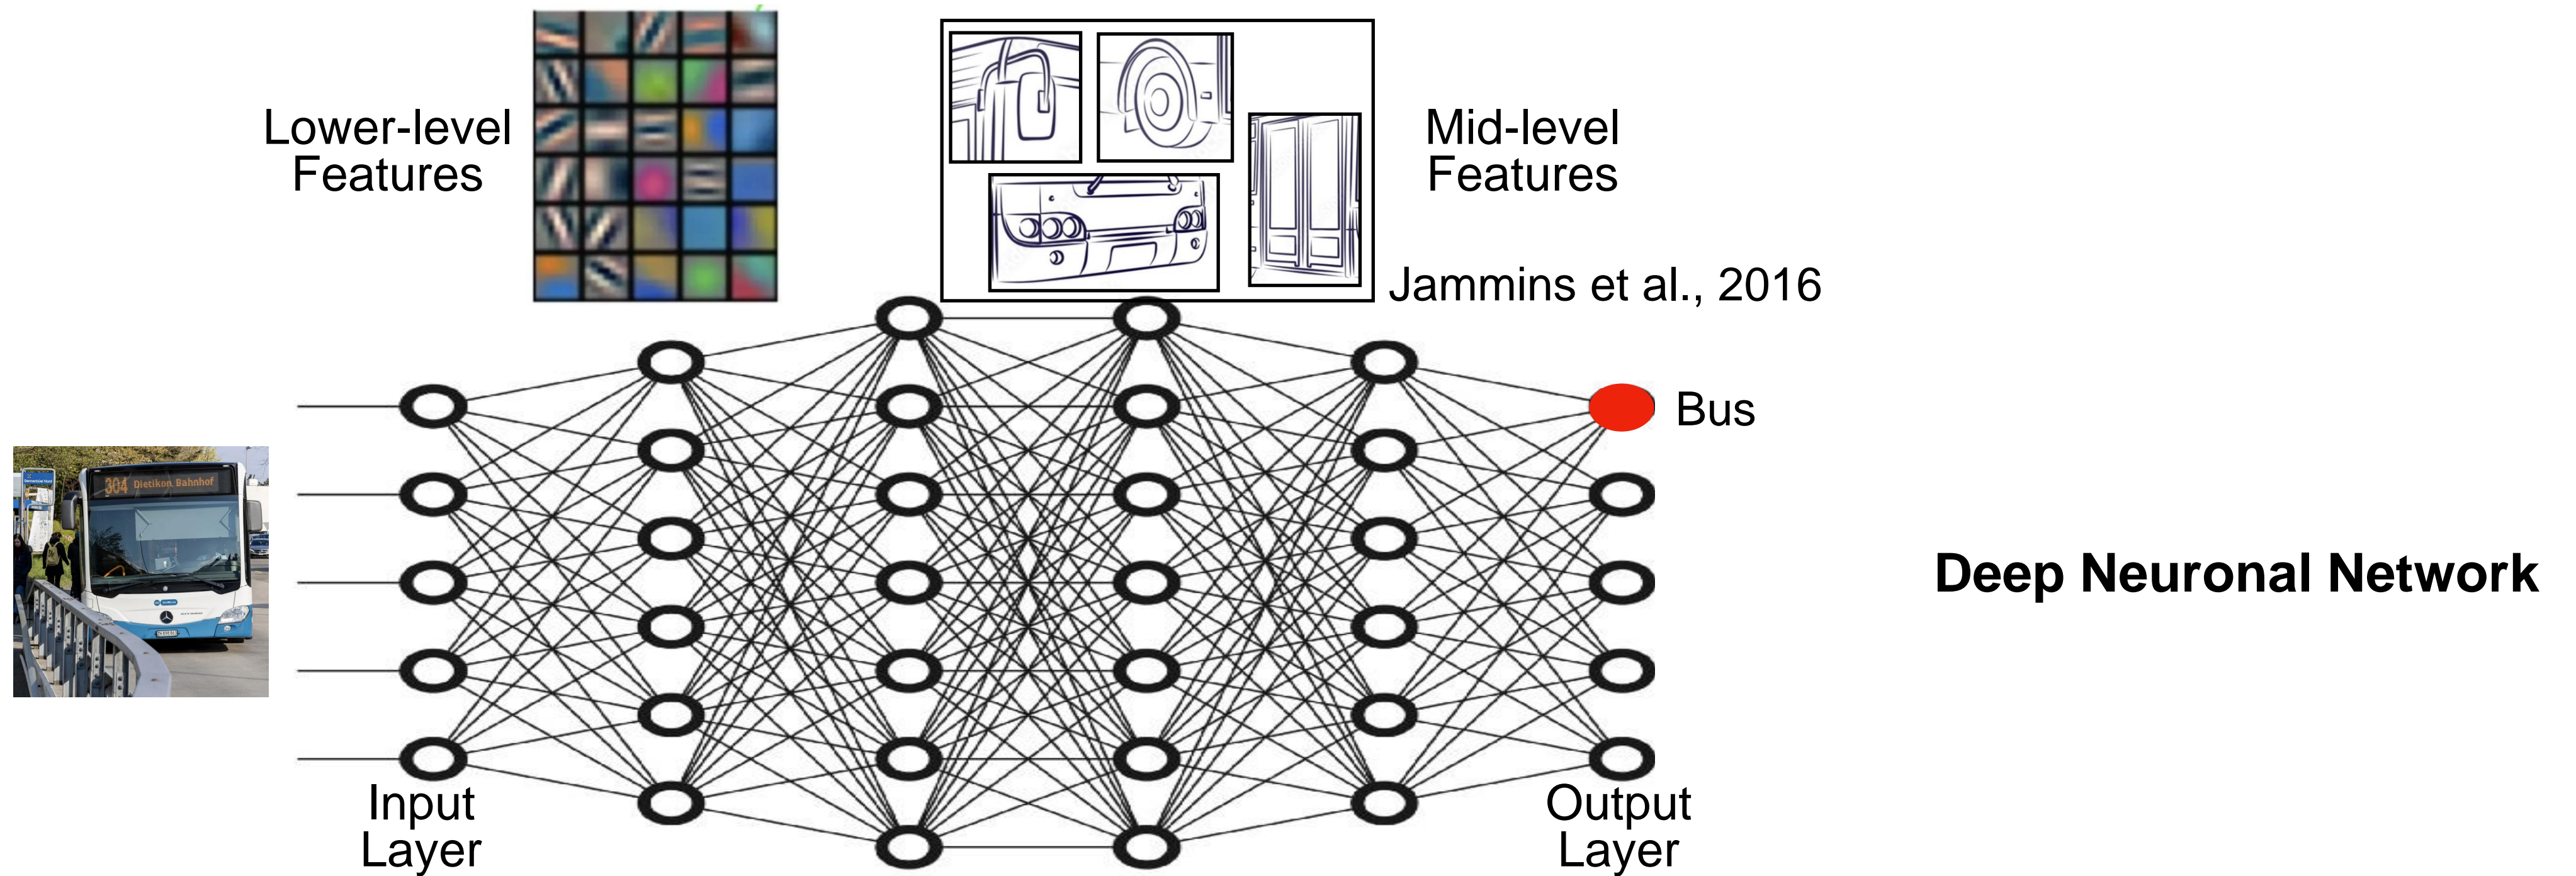 Lower-level
Features
Mid-level
Features
Jammins et al., 2016
Bus
304 Dietikon Bahnhof
Deep Neuronal Network
Input
Layer
Output
Layer